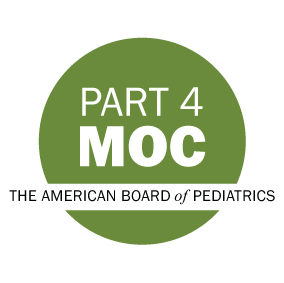 PART 4
MOC
THE AMERICAN BOARD of PEDIATRICS